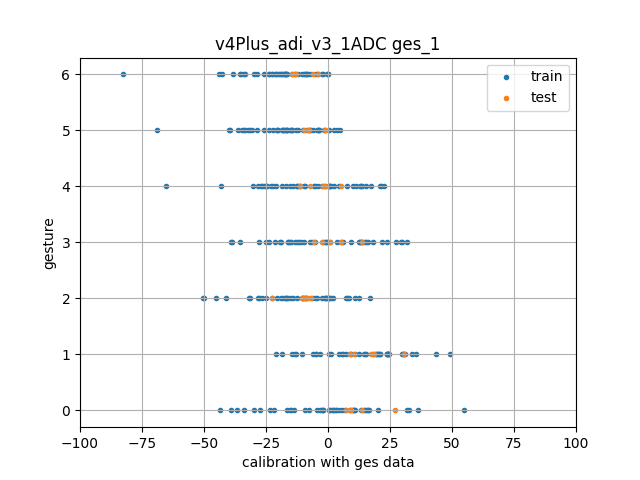 v4Plus_adi_v3_1ADC ges_1
train
test
gesture
6
5
4
3
2
1
0
−100 −75 −50 −25 0 25 50 75 100
calibration with ges data